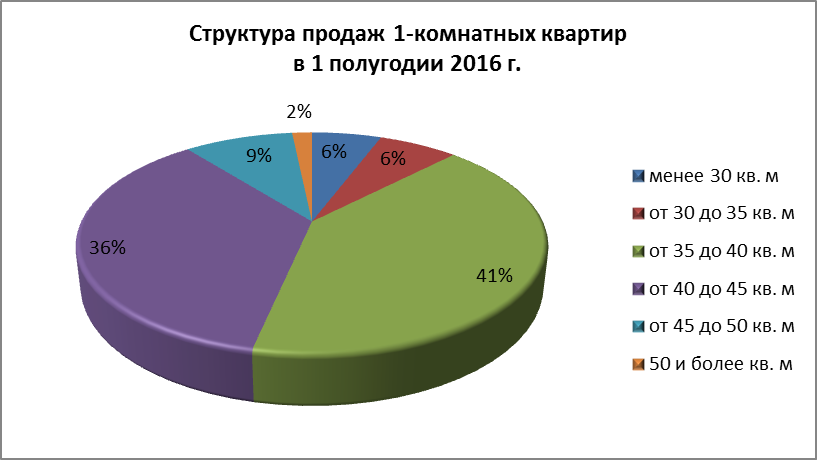 Структура продаж 1-комнатных квартир
в 1 полугодии 2016 г.
2%
6%
6%
9%
36%
41%
менее 30 кв. м
от 30 до 35 кв. м
от 35 до 40 кв. м
от 40 до 45 кв. м
от 45 до 50 кв. м
50 и более кв. м